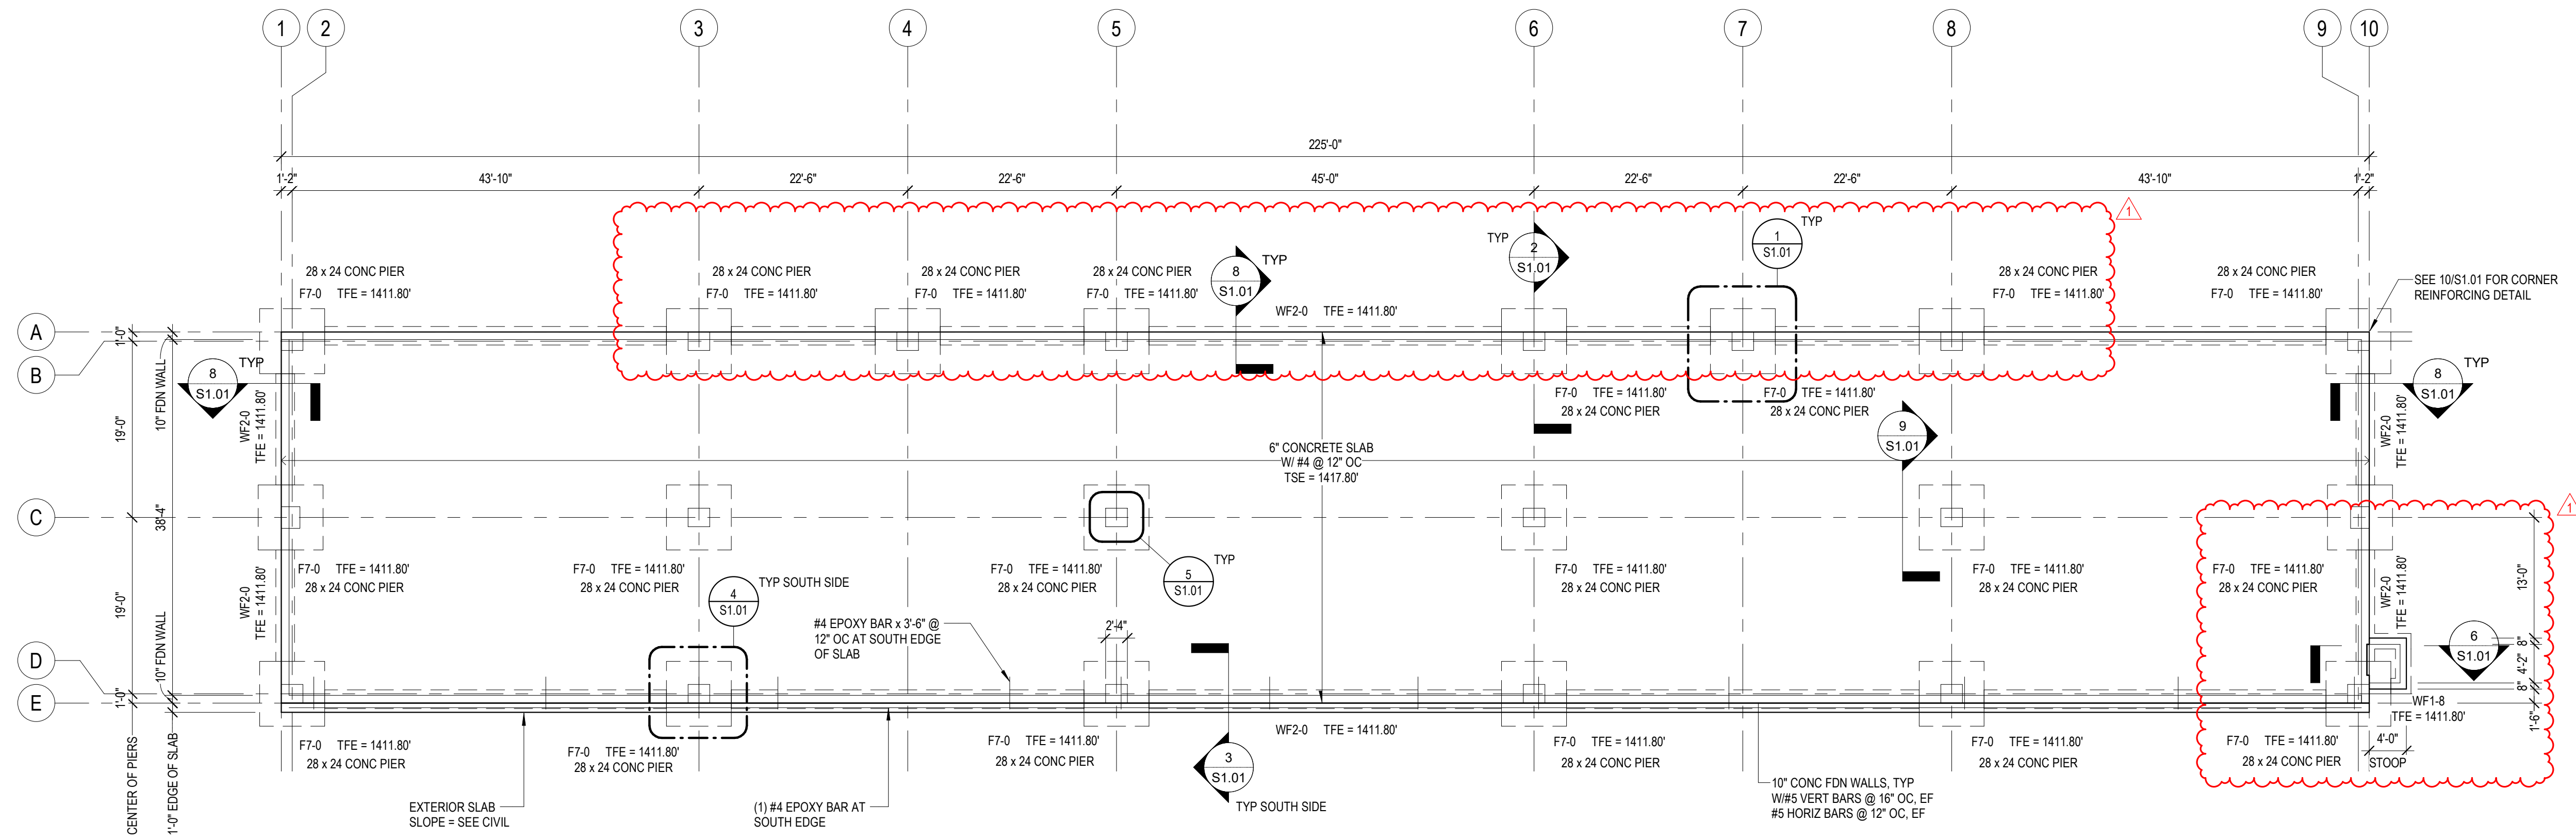 1
2
3
4
5
6
7
8
9
10
225'-0"
1'-2"
43'-10"
22'-6"
22'-6"
45'-0"
22'-6"
22'-6"
43'-10"
1'-2"
1
28 x 24 CONC PIER
F7-0 TFE = 1411.80'
28 x 24 CONC PIER
F7-0 TFE = 1411.80'
28 x 24 CONC PIER
F7-0 TFE = 1411.80'
28 x 24 CONC PIER
F7-0 TFE = 1411.80'
8
S1.01
TYP
WF2-0 TFE = 1411.80'
TYP
2
S1.01
1
S1.01
TYP
28 x 24 CONC PIER
F7-0 TFE = 1411.80'
28 x 24 CONC PIER
F7-0 TFE = 1411.80'
SEE 10/S1.01 FOR CORNER
REINFORCING DETAIL
A
B
C
D
E
1'-0"
19'-0"
19'-0"
1'-0"
CENTER OF PIERS
10" FDN WALL
38'-4"
10" FDN WALL
1'-0" EDGE OF SLAB
8
S1.01
TYP
WF2-0
TFE = 1411.80'
F7-0 TFE = 1411.80'
28 x 24 CONC PIER
F7-0 TFE = 1411.80'
28 x 24 CONC PIER
9
S1.01
8
S1.01
TYP
WF2-0
TFE = 1411.80'
6" CONCRETE SLAB
W/ #4 @ 12" OC
TSE = 1417.80'
1
WF2-0
TFE = 1411.80'
F7-0 TFE = 1411.80'
28 x 24 CONC PIER
F7-0 TFE = 1411.80'
28 x 24 CONC PIER
4
S1.01
TYP SOUTH SIDE
F7-0 TFE = 1411.80'
28 x 24 CONC PIER
5
S1.01
TYP
F7-0 TFE = 1411.80'
28 x 24 CONC PIER
F7-0 TFE = 1411.80'
28 x 24 CONC PIER
F7-0 TFE = 1411.80'
28 x 24 CONC PIER
WF2-0
TFE = 1411.80'
13'-0"
8"
4'-2"
8"
1'-6"
6
S1.01
#4 EPOXY BAR x 3'-6" @
12" OC AT SOUTH EDGE
OF SLAB
2'-4"
WF1-8
TFE = 1411.80'
F7-0 TFE = 1411.80'
28 x 24 CONC PIER
F7-0 TFE = 1411.80'
28 x 24 CONC PIER
F7-0 TFE = 1411.80'
28 x 24 CONC PIER
WF2-0 TFE = 1411.80'
3
S1.01
TYP SOUTH SIDE
F7-0 TFE = 1411.80'
28 x 24 CONC PIER
F7-0 TFE = 1411.80'
28 x 24 CONC PIER
F7-0 TFE = 1411.80'
28 x 24 CONC PIER
4'-0"
STOOP
EXTERIOR SLAB
SLOPE = SEE CIVIL
(1) #4 EPOXY BAR AT
SOUTH EDGE
10" CONC FDN WALLS, TYP
W/#5 VERT BARS @ 16" OC, EF
#5 HORIZ BARS @ 12" OC, EF